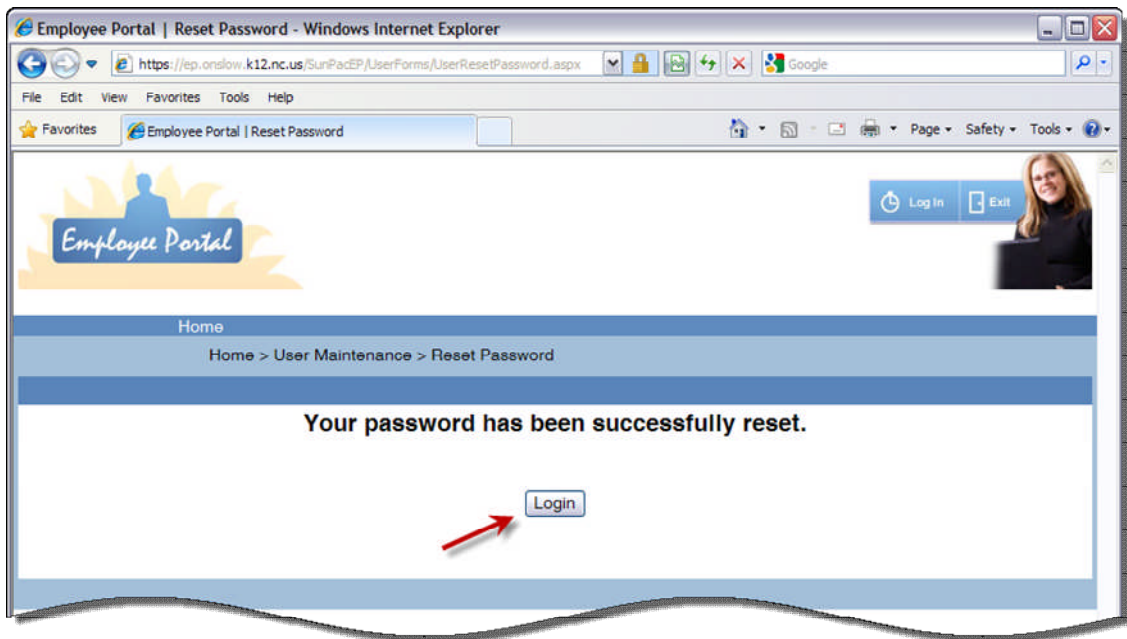 Employee Portal | Reset Password - Windows Internet Explorer
https://ep.onslow.k12.nc.us/SunPacEP/UserForms/UserResetPassword.aspx Google
File Edit View Favorites Tools Help
Favorites Employee Portal | Reset Password Page Safety Tools
Log In Exit
Employee Portal
Home
Home > User Maintenance > Reset Password
Your password has been successfully reset.
Login